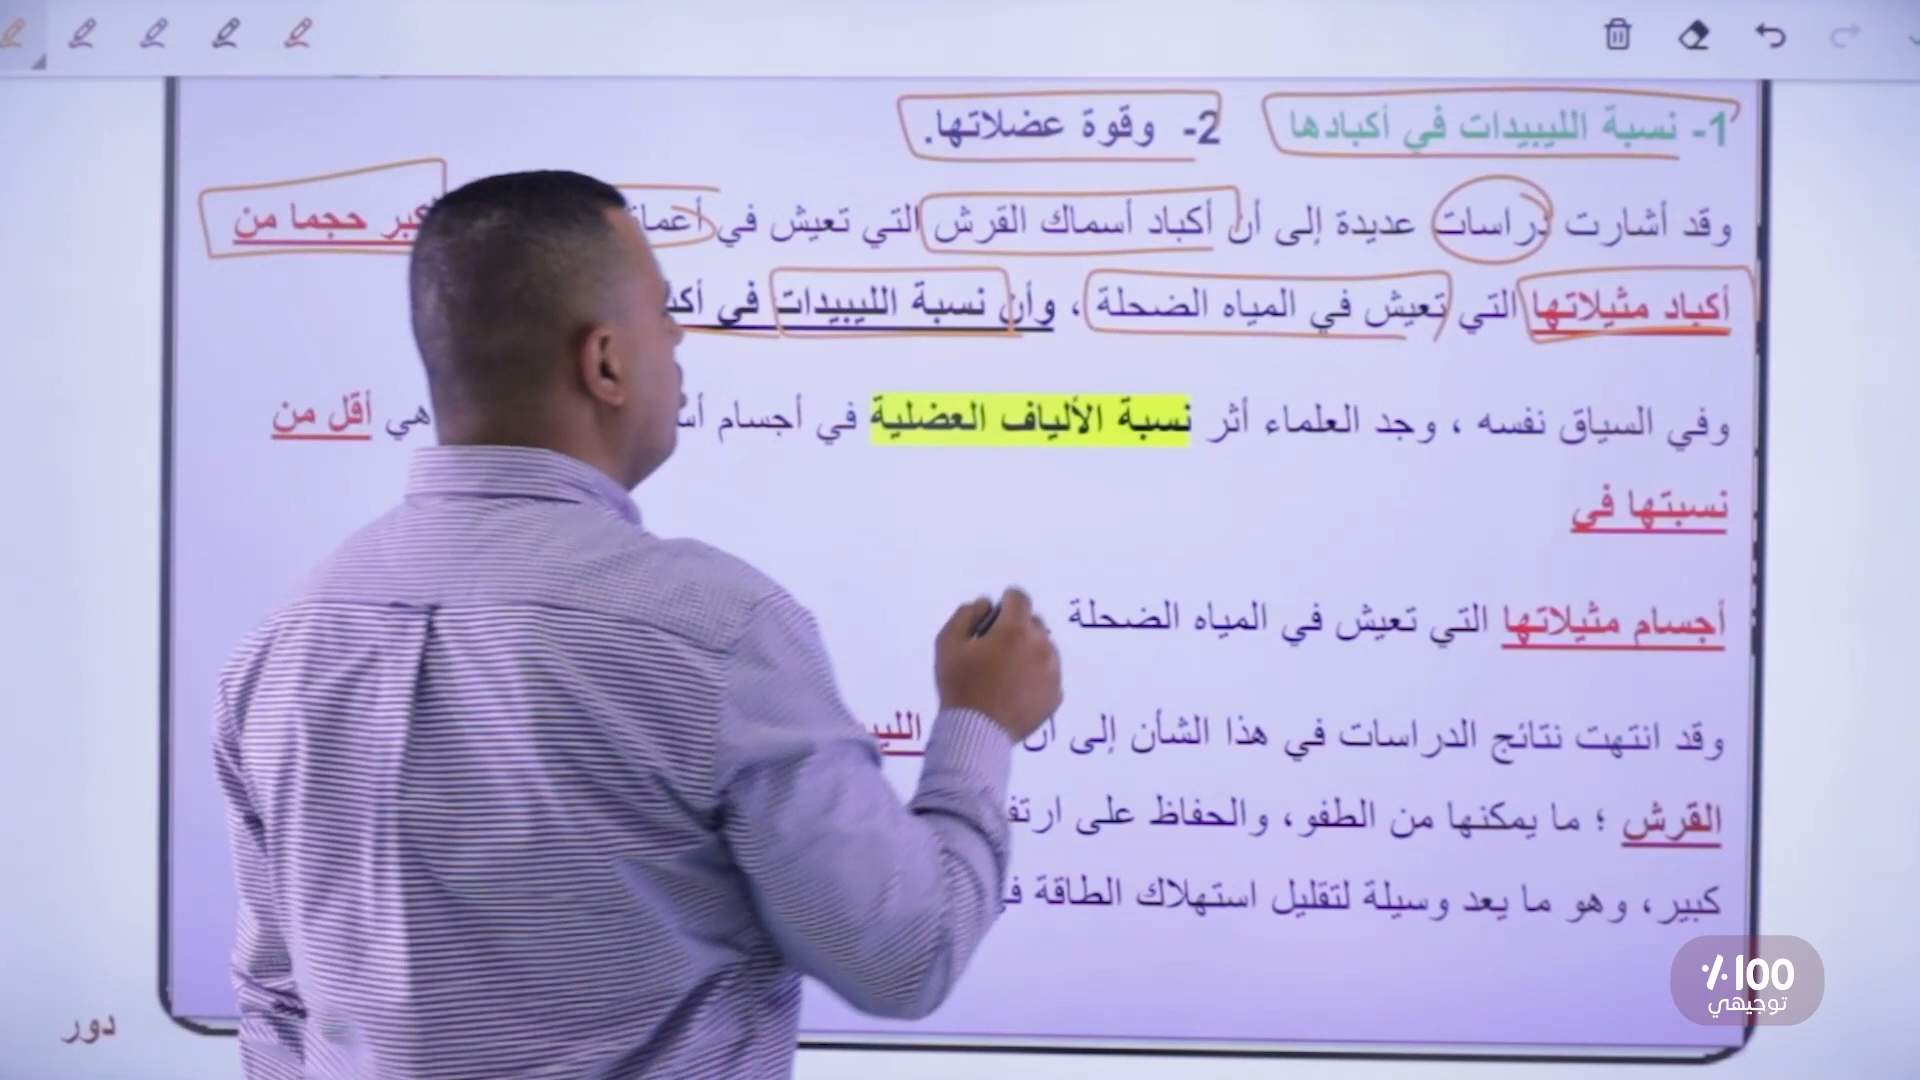 1- نسبة الليبيدات في أكبادها 2- وقوة عضلاتها.
وقد أشارت دراسات عديدة إلى أن أكباد أسماك القرش التي تعيش في حجما من
أكباد مثيلاتها التي تعيش في المياه الضحلة ، وأن نسبة الليبيدات في
وفي السياق نفسه ، وجد العلماء أثر نسبة الألياف العضلية في أجسام هي أقل من
نسبتها في
أجسام مثيلاتها التي تعيش في المياه الضحلة
وقد انتهت نتائج الدراسات في هذا الشأن إلى أن
القرش ؛ ما يمكنها من الطفو، والحفاظ على
كبير، وهو ما يعد وسيلة لتقليل استهلاك الطاقة
100٪
توجيهي
دور